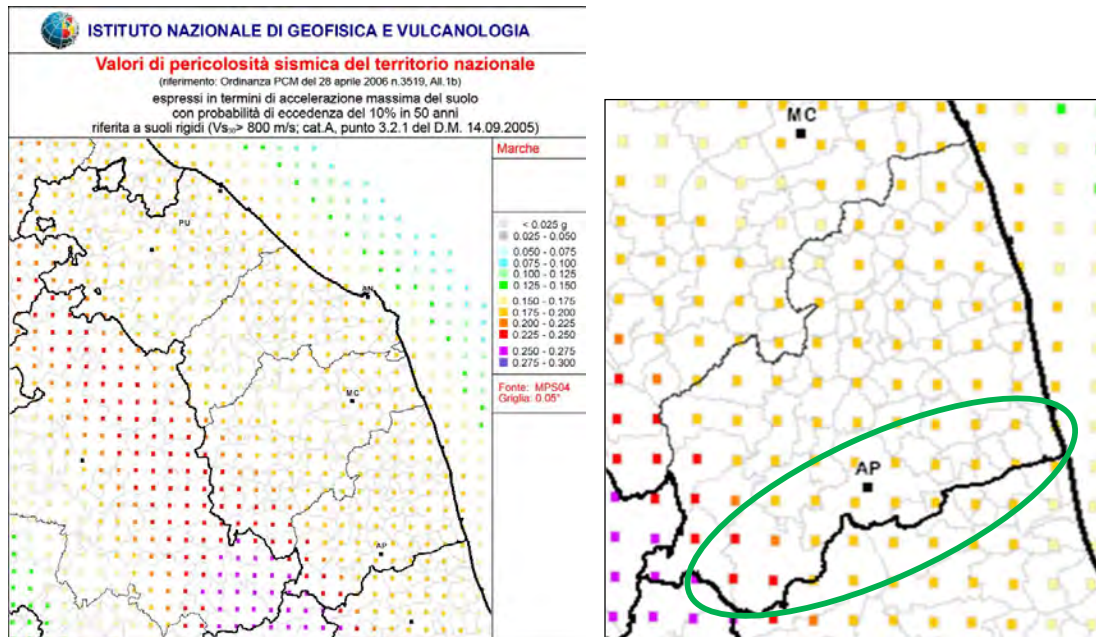 ISTITUTO NAZIONALE DI GEOFISICA E VULCANOLOGIA
Valori di pericolosità sismica del territorio nazionale
(riferimento: Ordinanza PCM del 28 aprile 2006 n.3519, All.1b)
espressi in termini di accelerazione massima del suolo
con probabilità di eccedenza del 10% in 50 anni
riferita a suoli rigidi (Vs₃₀> 800 m/s; cat.A, punto 3.2.1 del D.M. 14.09.2005)
Marche
< 0.025 g
0.025 - 0.050
0.050 - 0.075
0.075 - 0.100
0.100 - 0.125
0.125 - 0.150
0.150 - 0.175
0.175 - 0.200
0.200 - 0.225
0.225 - 0.250
0.250 - 0.275
0.275 - 0.300
Fonte: MPS04
Griglia: 0.05°
PU
AN
MC
AP
MC
AP